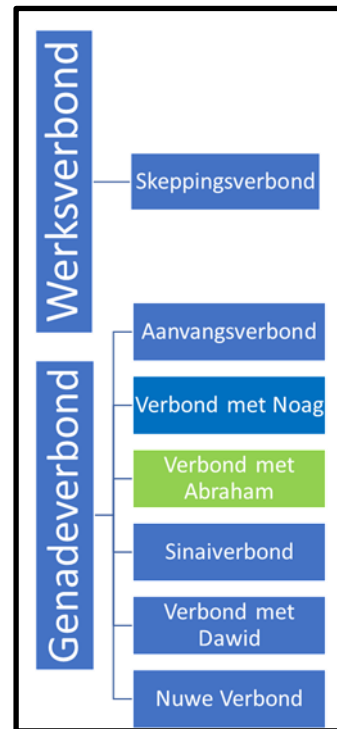 Werksverbond
Skeppingsverbond
Genadeverbond
Aanvangsverbond
Verbond met Noag
Verbond met
Abraham
Sinaiverbond
Verbond met
Dawid
Nuwe Verbond